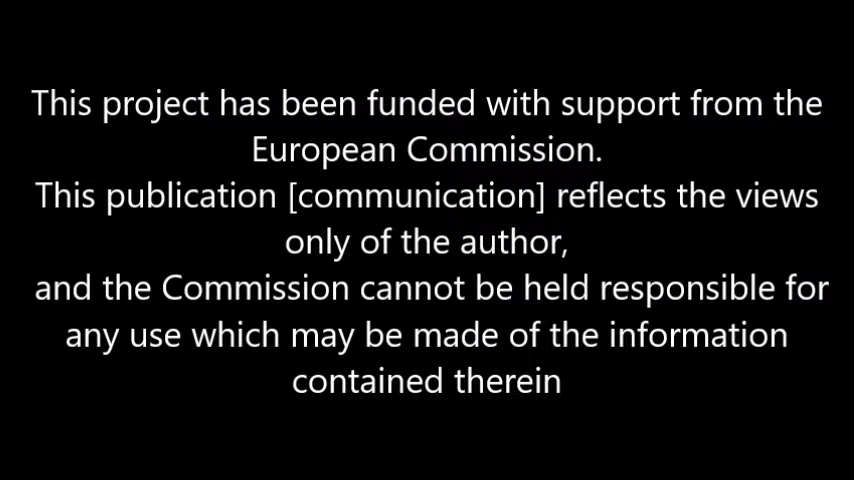 This project has been funded with support from the
European Commission.
This publication [communication] reflects the views
only of the author,
and the Commission cannot be held responsible for
any use which may be made of the information
contained therein